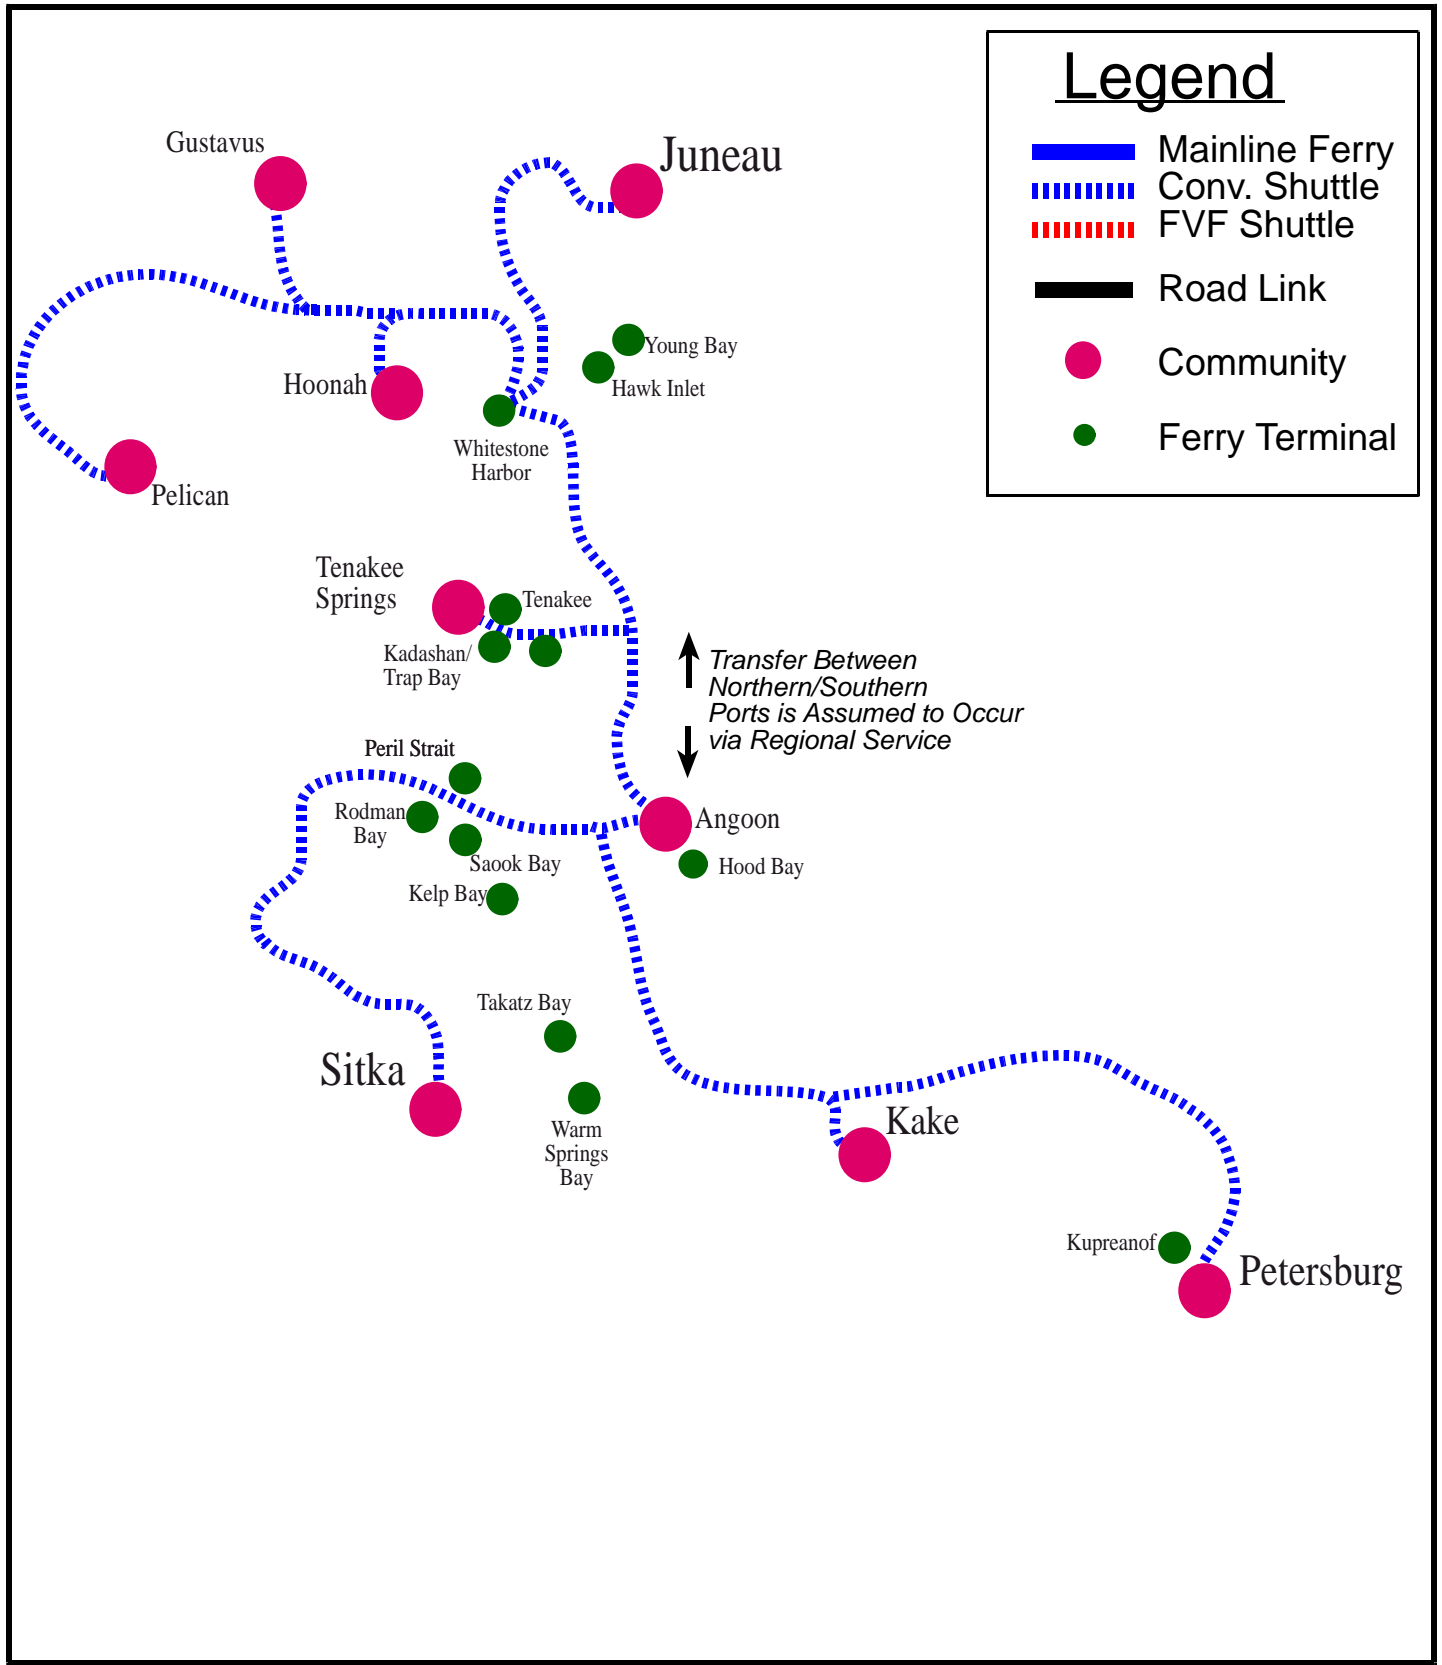 Legend
Mainline Ferry
Conv. Shuttle
FVF Shuttle
Road Link
Community
Ferry Terminal
Gustavus
Juneau
Young Bay
Hoonah
Hawk Inlet
Whitestone
Harbor
Pelican
Tenakee
Springs
Tenakee
Kadashan/
Trap Bay
Transfer Between
Northern/Southern
Ports is Assumed to Occur
via Regional Service
Peril Strait
Rodman
Bay
Angoon
Saook Bay
Hood Bay
Kelp Bay
Takatz Bay
Sitka
Kake
Warm
Springs
Bay
Kupreanof
Petersburg